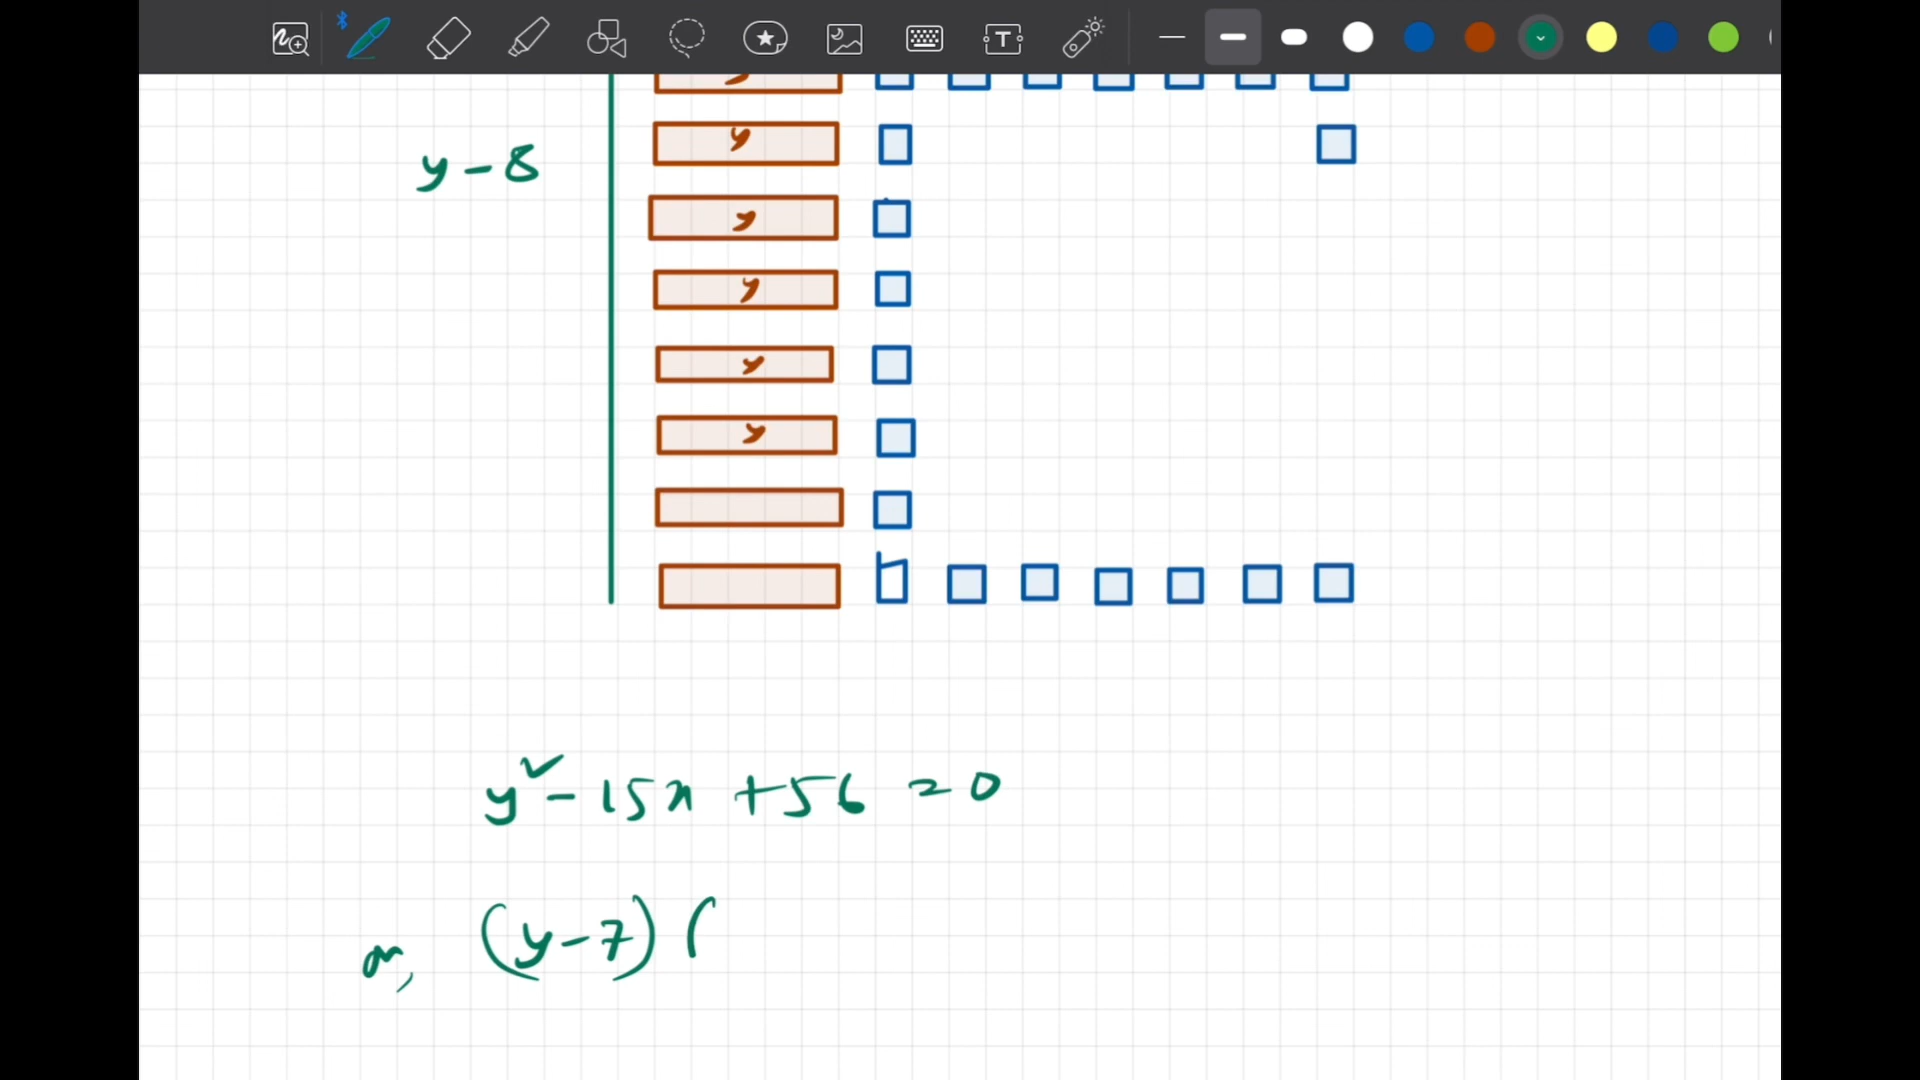 y
y
y - 8
y
y
y
y
y² - 15x + 56 = 0
or, (y - 7) (